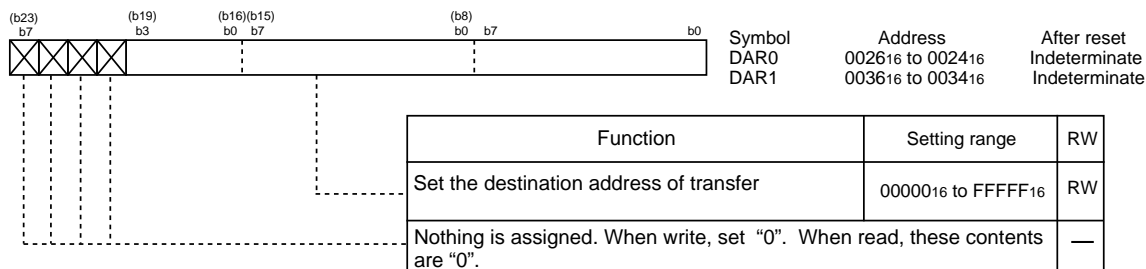 (b23) (b19) (b16)(b15) (b8)
b7 b3 b0 b7 b0 b7 b0
Symbol Address After reset
DAR0 002616 to 002416 Indeterminate
DAR1 003616 to 003416 Indeterminate
Function Setting range RW
Set the destination address of transfer 0000016 to FFFFF16 RW
Nothing is assigned. When write, set “0”. When read, these contents —
are “0”.